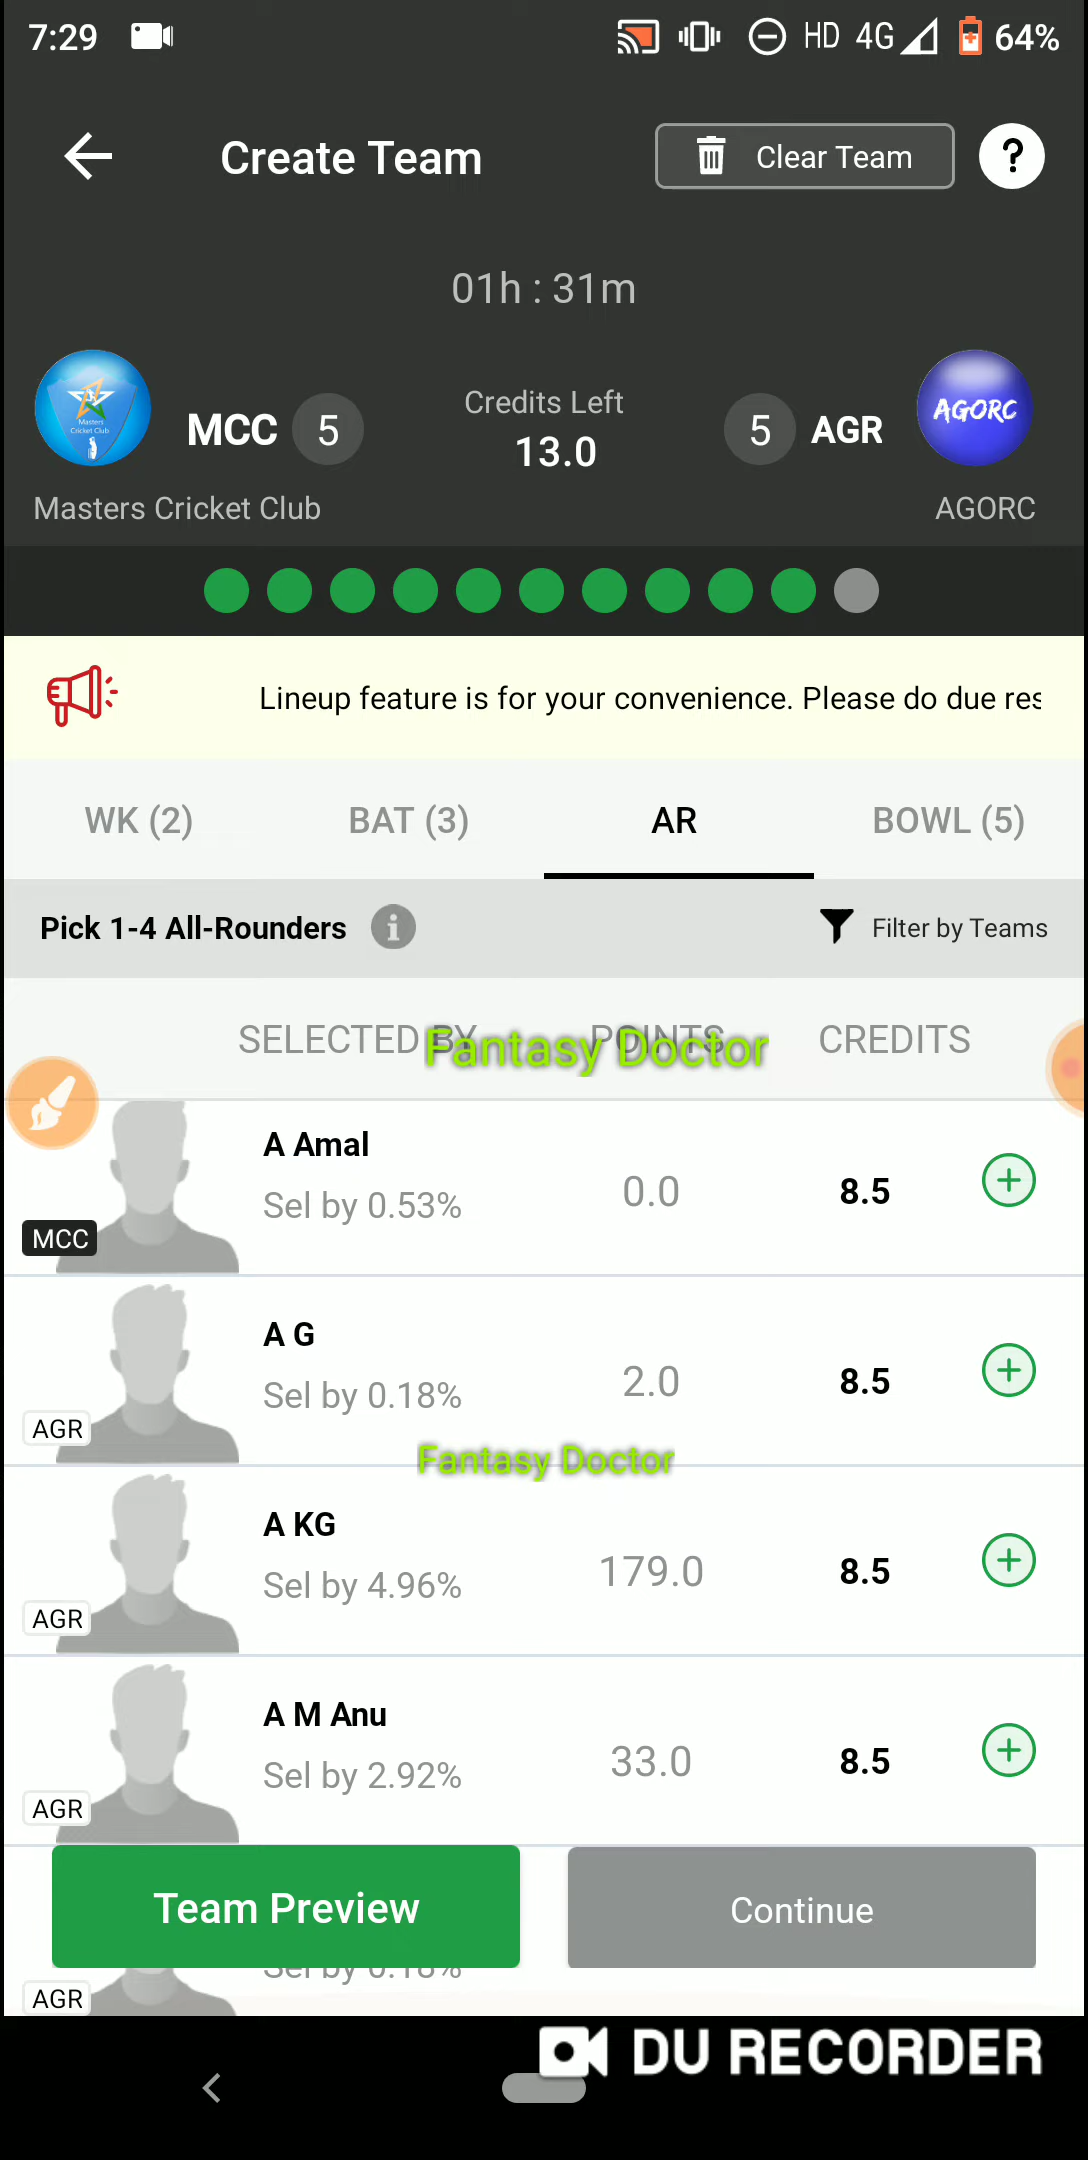 7:29 HD 4G 64%
Create Team Clear Team ?
01h : 31m
Masters
Cricket Club
MCC 5 Credits Left 5 AGR AGORC
13.0
Masters Cricket Club AGORC
Lineup feature is for your convenience. Please do due res
WK (2) BAT (3) AR BOWL (5)
Pick 1-4 All-Rounders i Filter by Teams
SELECTED BY POINTS CREDITS
Fantasy Doctor
A Amal
Sel by 0.53% 0.0 8.5
MCC
A G
Sel by 0.18% 2.0 8.5
AGR
Fantasy Doctor
A KG
Sel by 4.96% 179.0 8.5
AGR
A M Anu
Sel by 2.92% 33.0 8.5
AGR
Team Preview Continue
Sel by 0.18%
AGR
DU RECORDER